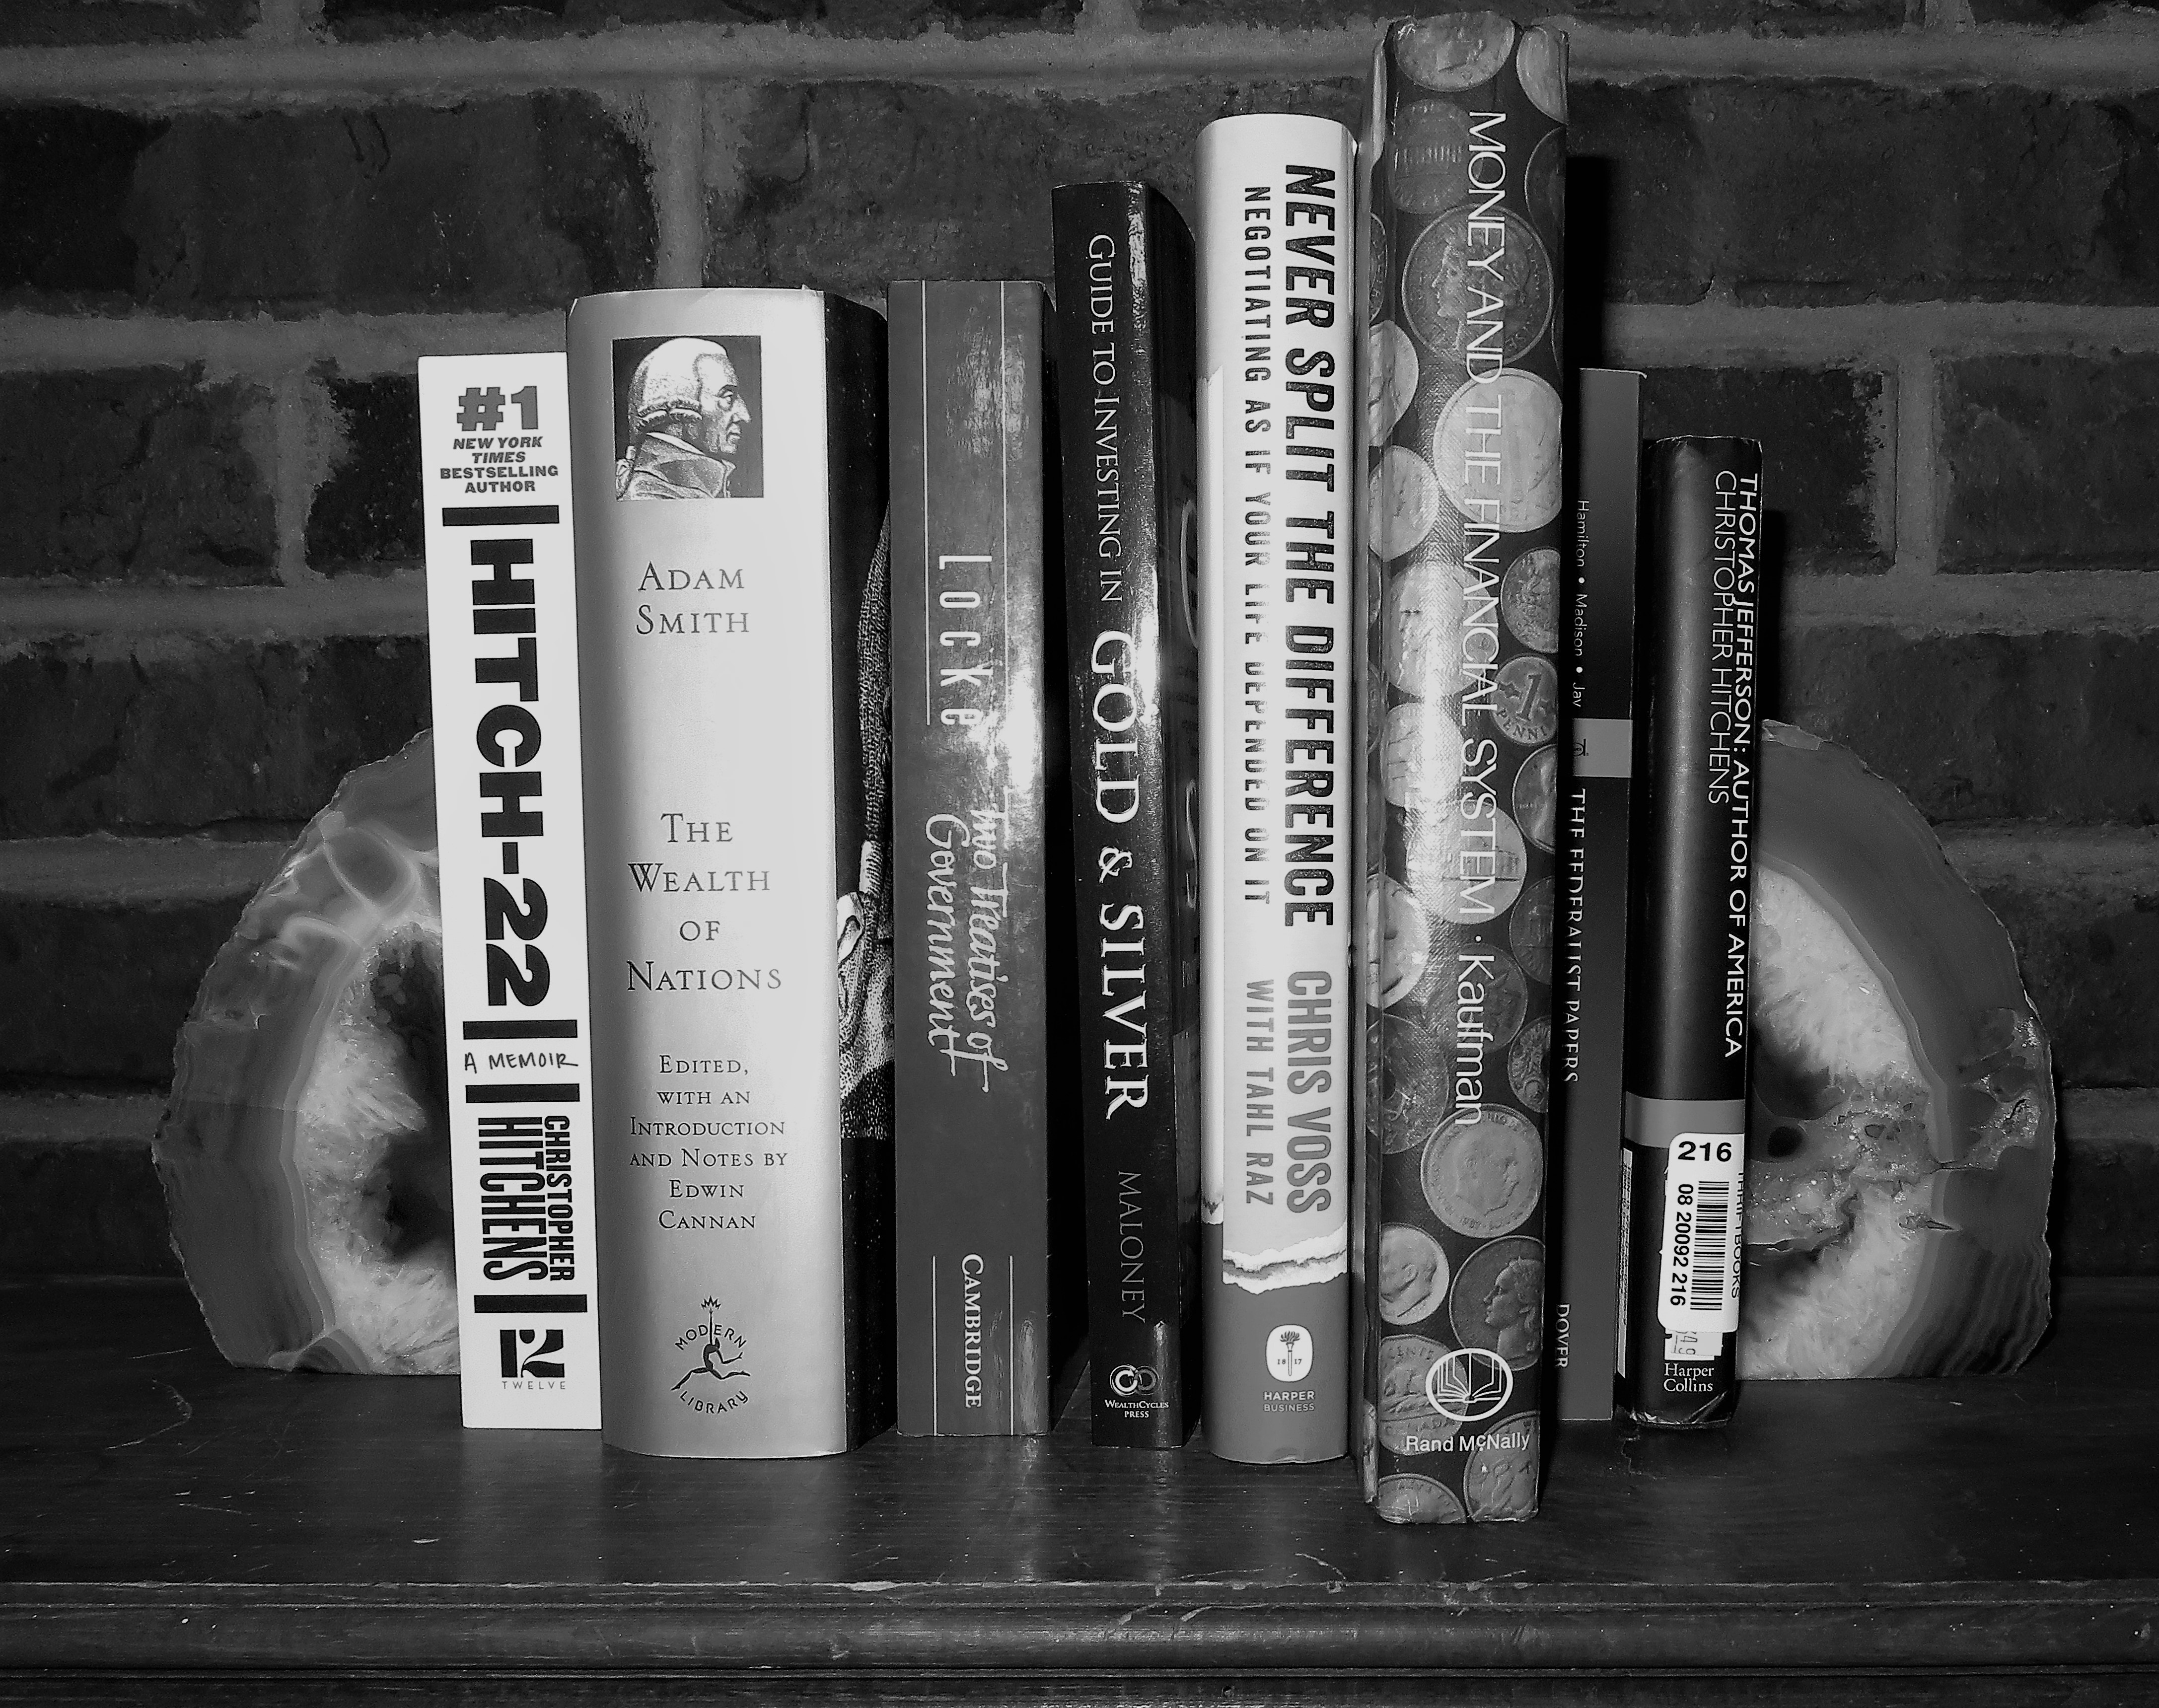 #1
NEW YORK
TIMES
BESTSELLING
AUTHOR
HITCH-22
A MEMOIR
CHRISTOPHER
HITCHENS
TWELVE
ADAM
SMITH
THE
WEALTH
OF
NATIONS
EDITED,
WITH AN
INTRODUCTION
AND NOTES BY
EDWIN
CANNAN
MODERN
LIBRARY
Locke
Two Treatises of
Government
CAMBRIDGE
GUIDE TO INVESTING IN
GOLD & SILVER
MALONEY
WEALTHCYCLES
PRESS
NEVER SPLIT THE DIFFERENCE
NEGOTIATING AS IF YOUR LIFE DEPENDED ON IT
CHRIS VOSS
WITH TAHL RAZ
18 17
HARPER
BUSINESS
MONEY AND THE FINANCIAL SYSTEM · Kaufman
Rand McNally
Hamilton • Madison • Jay
THE FEDERALIST PAPERS
DOVER
THOMAS JEFFERSON: AUTHOR OF AMERICA
CHRISTOPHER HITCHENS
216
08 20092 216
THRIFTBOOKS
Harper
Collins